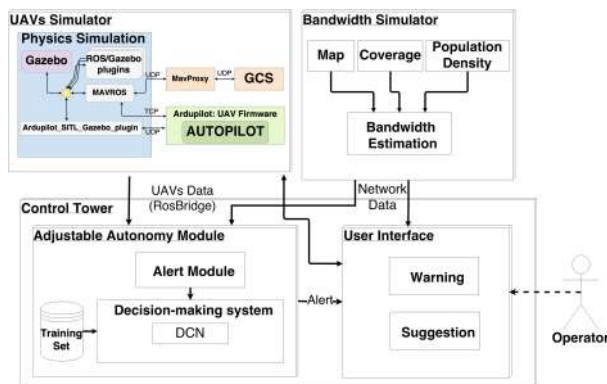 UAVs Simulator
Physics Simulation
Gazebo
ROS/Gazebo
plugins
MAVROS
Ardupilot_SITL_Gazebo_plugin
UDP
MavProxy
UDP
GCS
TCP
UDP
Ardupilot: UAV Firmware
AUTOPILOT
Bandwidth Simulator
Map
Coverage
Population
Density
Bandwidth
Estimation
UAVs Data
(RosBridge)
Network
Data
Control Tower
Adjustable Autonomy Module
Alert Module
Decision-making system
DCN
Training
Set
Alert
User Interface
Warning
Suggestion
Operator